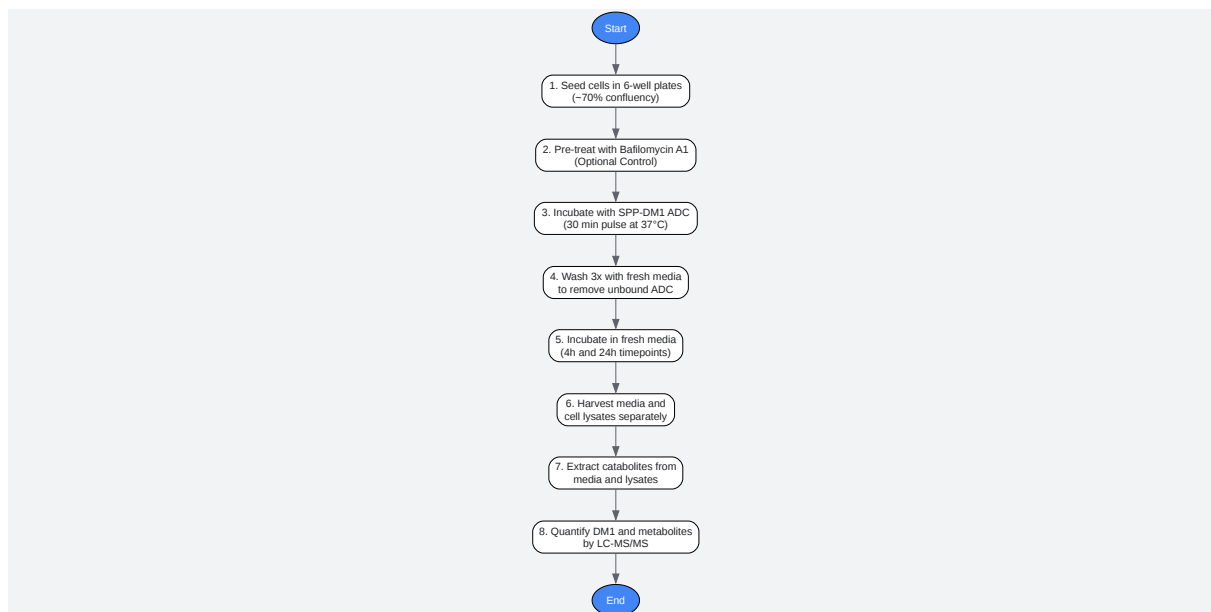 Start
1. Seed cells in 6-well plates
(~70% confluency)
2. Pre-treat with Bafilomycin A1
(Optional Control)
3. Incubate with SPP-DM1 ADC
(30 min pulse at 37°C)
4. Wash 3x with fresh media
to remove unbound ADC
5. Incubate in fresh media
(4h and 24h timepoints)
6. Harvest media and
cell lysates separately
7. Extract catabolites from
media and lysates
8. Quantify DM1 and metabolites
by LC-MS/MS
End